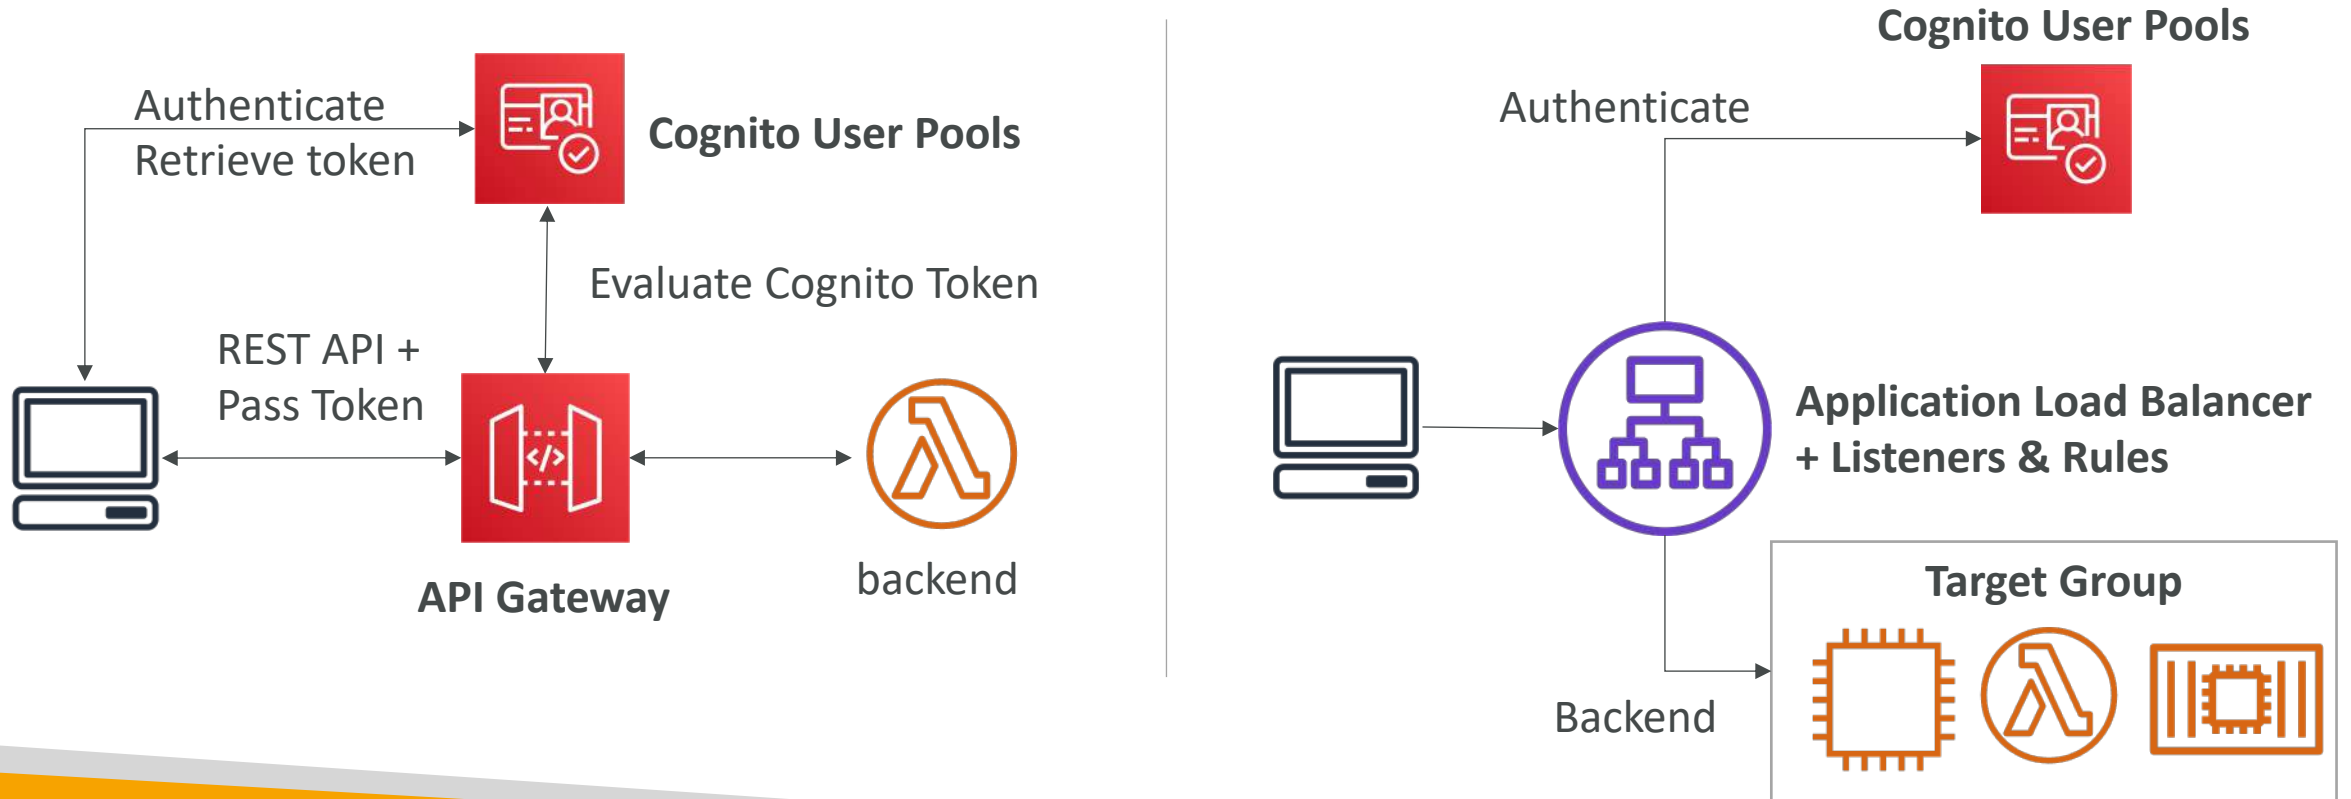 Authenticate
Retrieve token
Cognito User Pools
Evaluate Cognito Token
REST API +
Pass Token
</>
API Gateway
backend
Cognito User Pools
Authenticate
Application Load Balancer
+ Listeners & Rules
Target Group
Backend